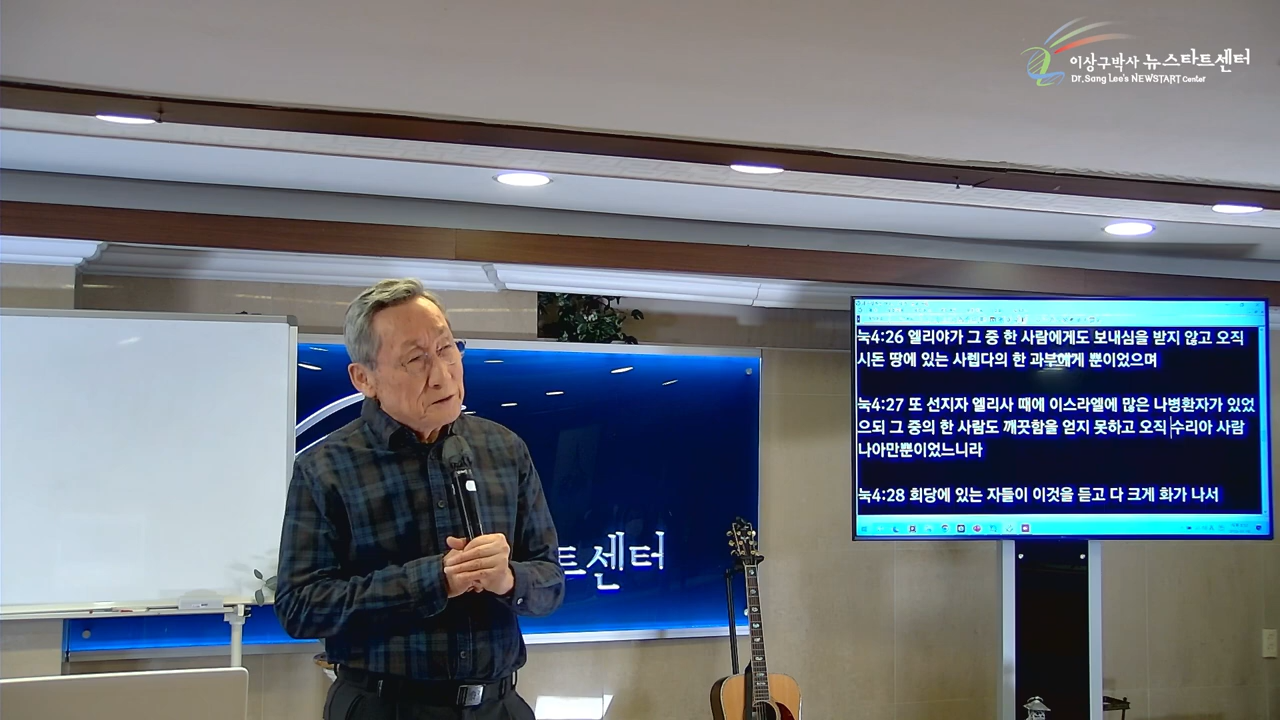 이상구박사 뉴스타트센터
Dr. Sang Lee's NEWSTART Center
눅4:26 엘리야가 그 중 한 사람에게도 보내심을 받지 않고 오직
시돈 땅에 있는 사렙다의 한 과부에게 뿐이었으며
눅4:27 또 선지자 엘리사 때에 이스라엘에 많은 나병환자가 있었
으되 그 중의 한 사람도 깨끗함을 얻지 못하고 오직 수리아 사람
나아만뿐이었느니라
눅4:28 회당에 있는 자들이 이것을 듣고 다 크게 화가 나서
트센터